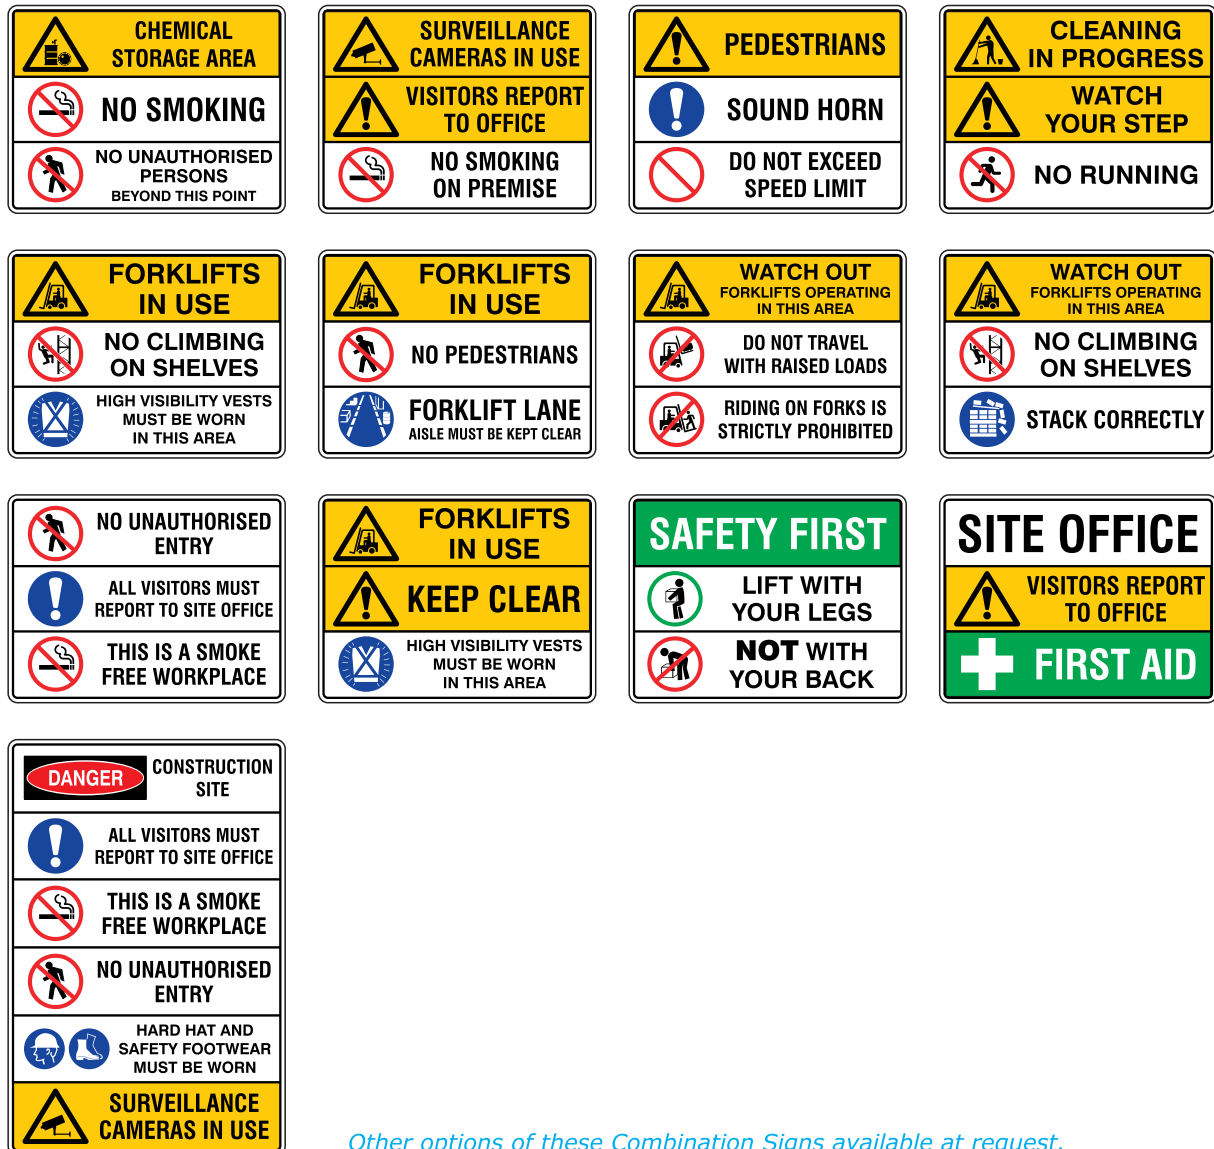 CHEMICAL
STORAGE AREA
NO SMOKING
NO UNAUTHORISED
PERSONS
BEYOND THIS POINT
SURVEILLANCE
CAMERAS IN USE
VISITORS REPORT
TO OFFICE
NO SMOKING
ON PREMISE
PEDESTRIANS
SOUND HORN
DO NOT EXCEED
SPEED LIMIT
CLEANING
IN PROGRESS
WATCH
YOUR STEP
NO RUNNING
FORKLIFTS
IN USE
NO CLIMBING
ON SHELVES
HIGH VISIBILITY VESTS
MUST BE WORN
IN THIS AREA
FORKLIFTS
IN USE
NO PEDESTRIANS
FORKLIFT LANE
AISLE MUST BE KEPT CLEAR
WATCH OUT
FORKLIFTS OPERATING
IN THIS AREA
DO NOT TRAVEL
WITH RAISED LOADS
RIDING ON FORKS IS
STRICTLY PROHIBITED
WATCH OUT
FORKLIFTS OPERATING
IN THIS AREA
NO CLIMBING
ON SHELVES
STACK CORRECTLY
NO UNAUTHORISED
ENTRY
ALL VISITORS MUST
REPORT TO SITE OFFICE
THIS IS A SMOKE
FREE WORKPLACE
FORKLIFTS
IN USE
KEEP CLEAR
HIGH VISIBILITY VESTS
MUST BE WORN
IN THIS AREA
SAFETY FIRST
LIFT WITH
YOUR LEGS
NOT WITH
YOUR BACK
SITE OFFICE
VISITORS REPORT
TO OFFICE
FIRST AID
DANGER
CONSTRUCTION
SITE
ALL VISITORS MUST
REPORT TO SITE OFFICE
THIS IS A SMOKE
FREE WORKPLACE
NO UNAUTHORISED
ENTRY
HARD HAT AND
SAFETY FOOTWEAR
MUST BE WORN
SURVEILLANCE
CAMERAS IN USE
Other options of these Combination Signs available at request.